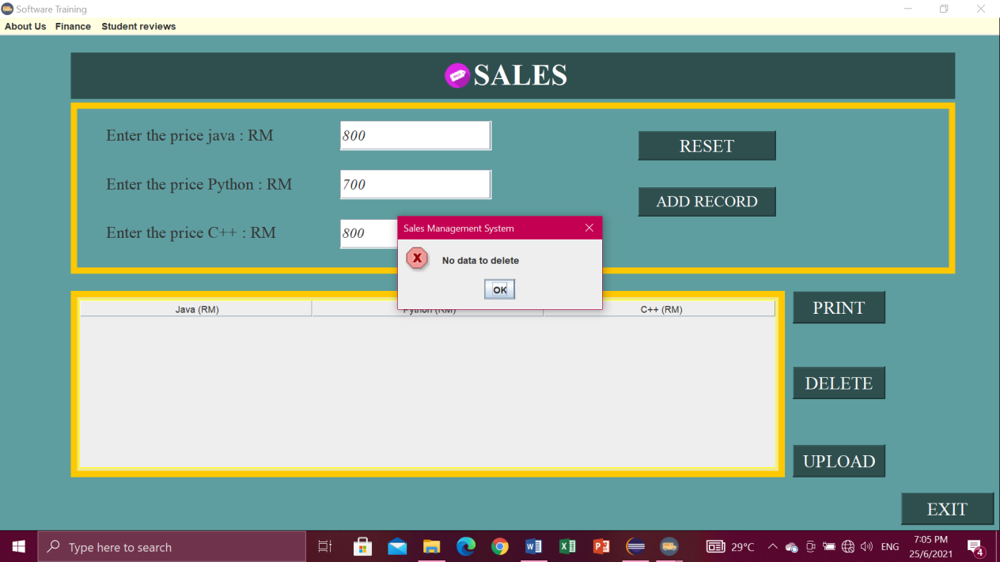 Software Training
About Us Finance Student reviews
SALES
Enter the price java : RM 800
Enter the price Python : RM 700
Enter the price C++ : RM 800
RESET
ADD RECORD
Sales Management System
No data to delete
OK
Java (RM) Python (RM) C++ (RM)
PRINT
DELETE
UPLOAD
EXIT
Type here to search
29°C
ENG
7:05 PM
25/6/2021
4